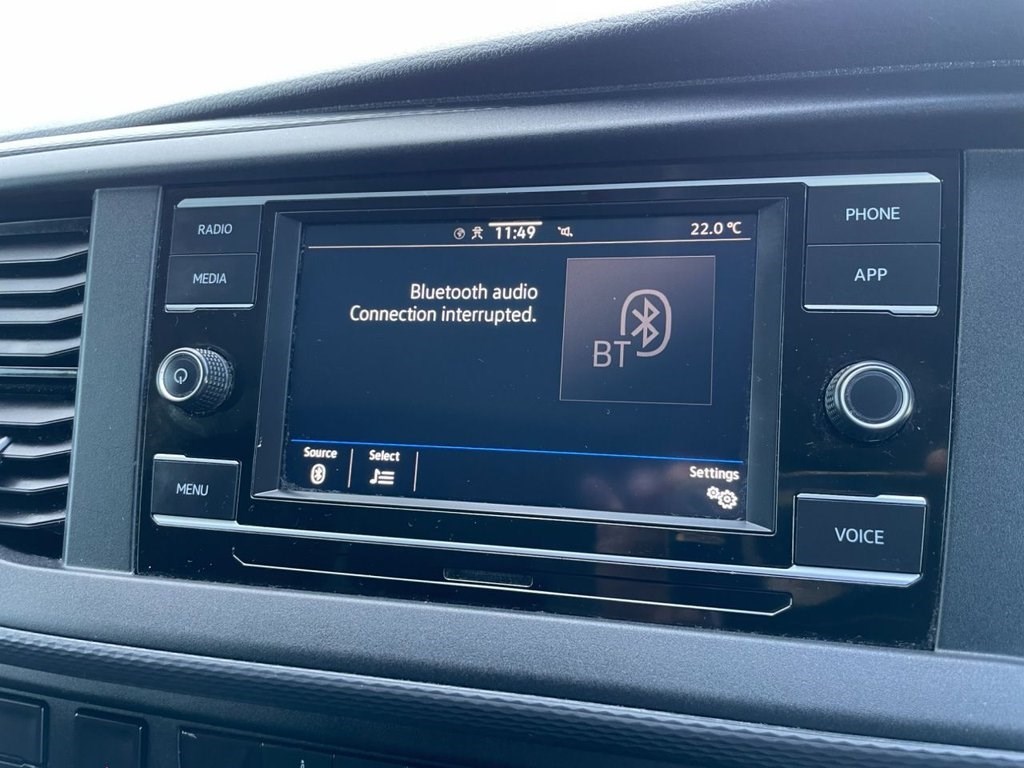 RADIO
MEDIA
MENU
11:49
22.0 °C
Bluetooth audio
Connection interrupted.
BT
Source
Select
Settings
PHONE
APP
VOICE